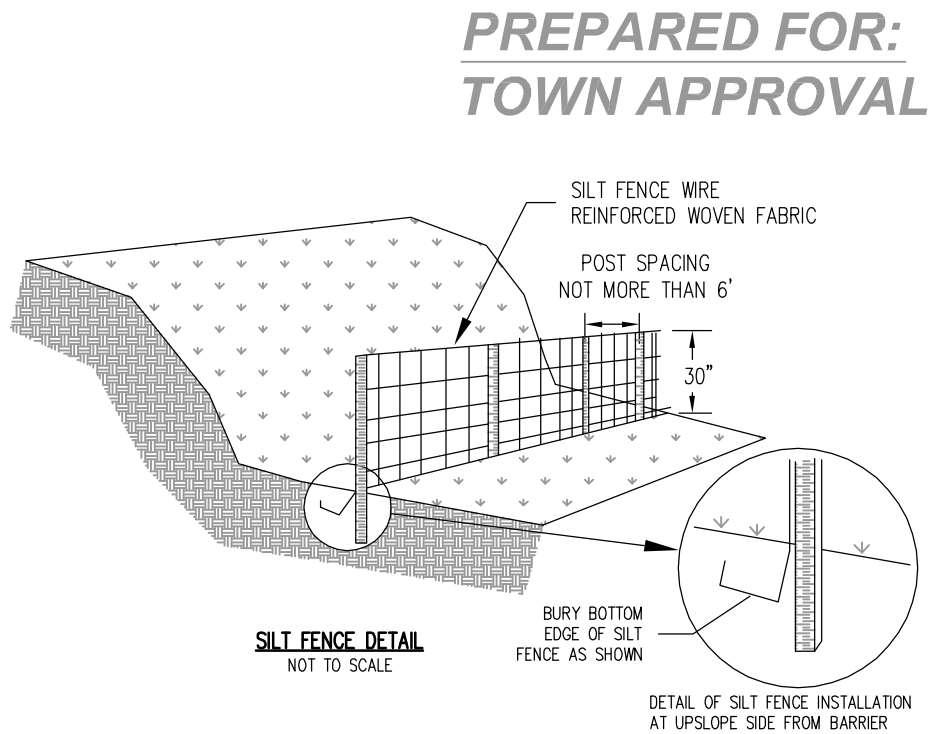 PREPARED FOR:
TOWN APPROVAL
SILT FENCE WIRE
REINFORCED WOVEN FABRIC
POST SPACING
NOT MORE THAN 6'
30"
BURY BOTTOM
EDGE OF SILT
FENCE AS SHOWN
SILT FENCE DETAIL
NOT TO SCALE
DETAIL OF SILT FENCE INSTALLATION
AT UPSLOPE SIDE FROM BARRIER